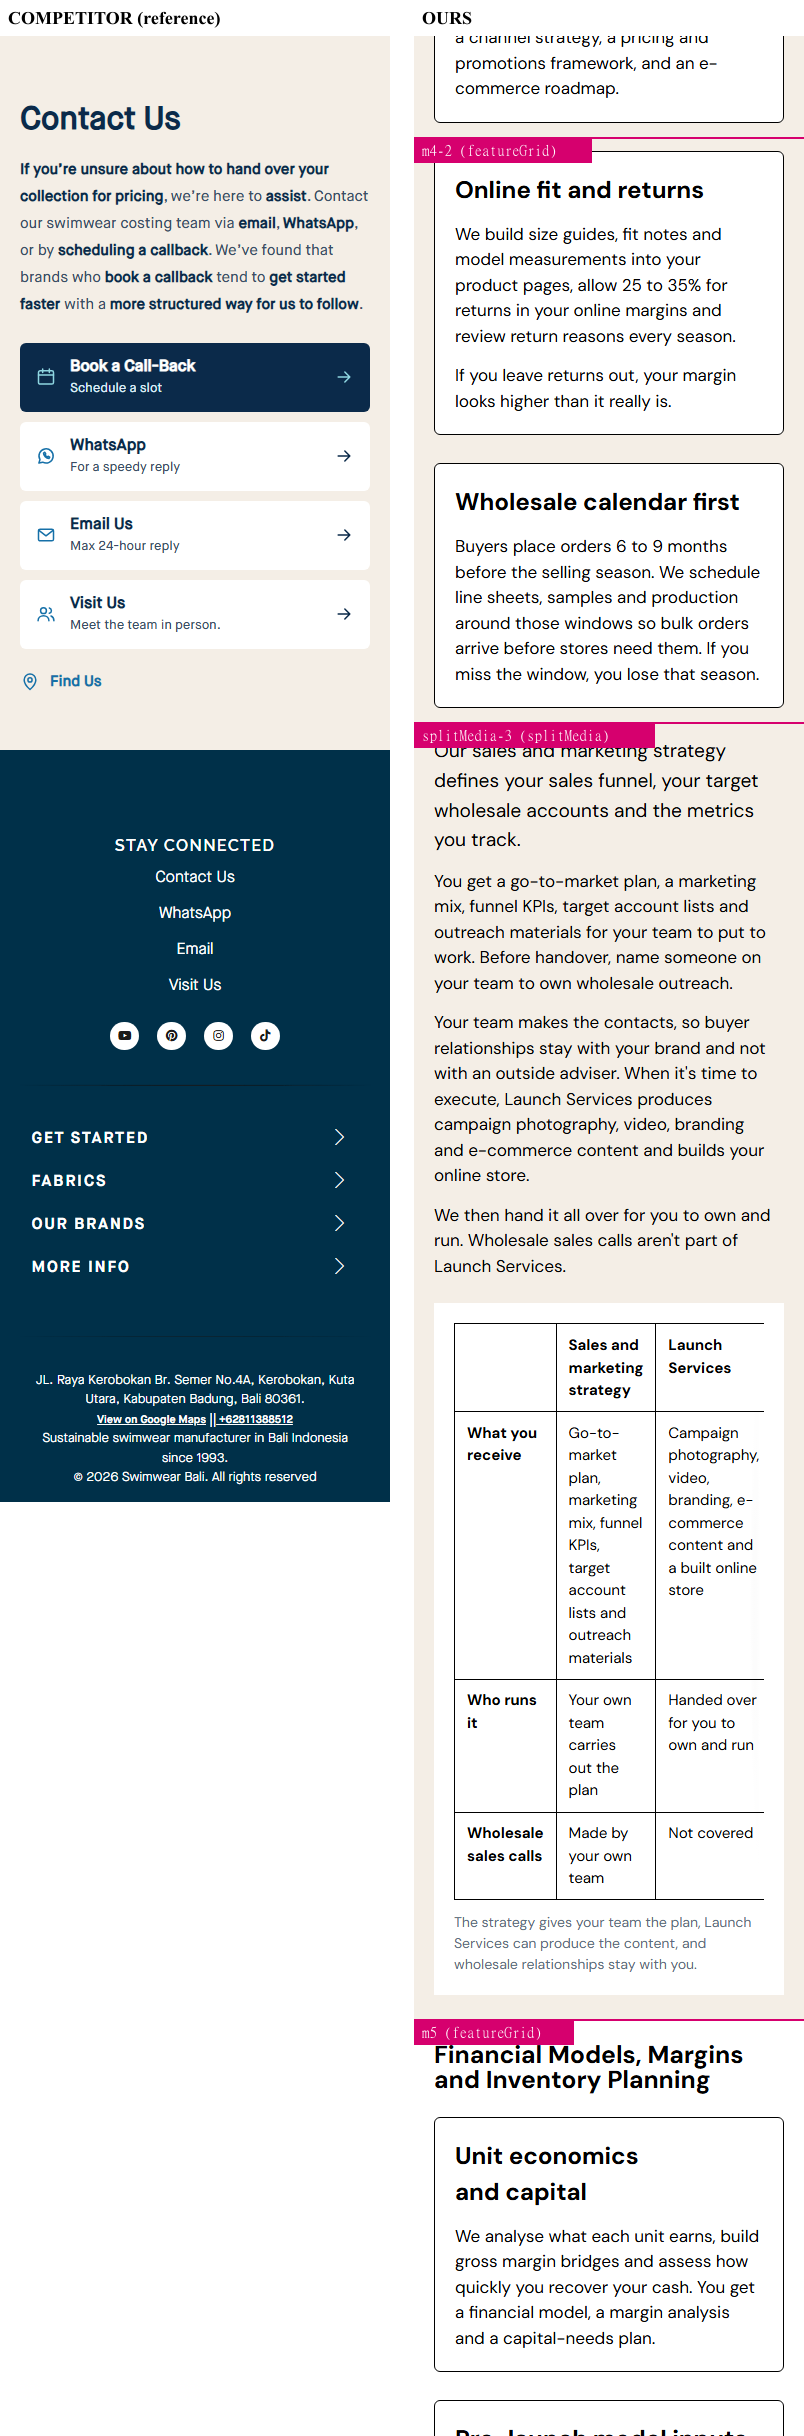 COMPETITOR (reference)
Contact Us
If you're unsure about how to hand over your
collection for pricing, we're here to assist. Contact
our swimwear costing team via email, WhatsApp,
or by scheduling a callback. We've found that
brands who book a callback tend to get started
faster with a more structured way for us to follow.
Book a Call-Back
Schedule a slot
WhatsApp
For a speedy reply
Email Us
Max 24-hour reply
Visit Us
Meet the team in person.
Find Us
STAY CONNECTED
Contact Us
WhatsApp
Email
Visit Us
GET STARTED
FABRICS
OUR BRANDS
MORE INFO
JL. Raya Kerobokan Br. Semer No.4A, Kerobokan, Kuta
Utara, Kabupaten Badung, Bali 80361.
View on Google Maps || +62811388512
Sustainable swimwear manufacturer in Bali Indonesia
since 1993.
© 2026 Swimwear Bali. All rights reserved
OURS
a channel strategy, a pricing and
promotions framework, and an e-
commerce roadmap.
m4-2 (featureGrid)
Online fit and returns
We build size guides, fit notes and
model measurements into your
product pages, allow 25 to 35% for
returns in your online margins and
review return reasons every season.
If you leave returns out, your margin
looks higher than it really is.
Wholesale calendar first
Buyers place orders 6 to 9 months
before the selling season. We schedule
line sheets, samples and production
around those windows so bulk orders
arrive before stores need them. If you
miss the window, you lose that season.
splitMedia-3 (splitMedia)
Our sales and marketing strategy
defines your sales funnel, your target
wholesale accounts and the metrics
you track.
You get a go-to-market plan, a marketing
mix, funnel KPIs, target account lists and
outreach materials for your team to put to
work. Before handover, name someone on
your team to own wholesale outreach.
Your team makes the contacts, so buyer
relationships stay with your brand and not
with an outside adviser. When it's time to
execute, Launch Services produces
campaign photography, video, branding
and e-commerce content and builds your
online store.
We then hand it all over for you to own and
run. Wholesale sales calls aren't part of
Launch Services.
Sales and
marketing
strategy
Launch
Services
What you
receive
Go-to-
market
plan,
marketing
mix, funnel
KPIs,
target
account
lists and
outreach
materials
Campaign
photography,
video,
branding, e-
commerce
content and
a built online
store
Who runs
it
Your own
team
carries
out the
plan
Handed over
for you to
own and run
Wholesale
sales calls
Made by
your own
team
Not covered
The strategy gives your team the plan, Launch
Services can produce the content, and
wholesale relationships stay with you.
m5 (featureGrid)
Financial Models, Margins
and Inventory Planning
Unit economics
and capital
We analyse what each unit earns, build
gross margin bridges and assess how
quickly you recover your cash. You get
a financial model, a margin analysis
and a capital-needs plan.
Pre-launch model inputs